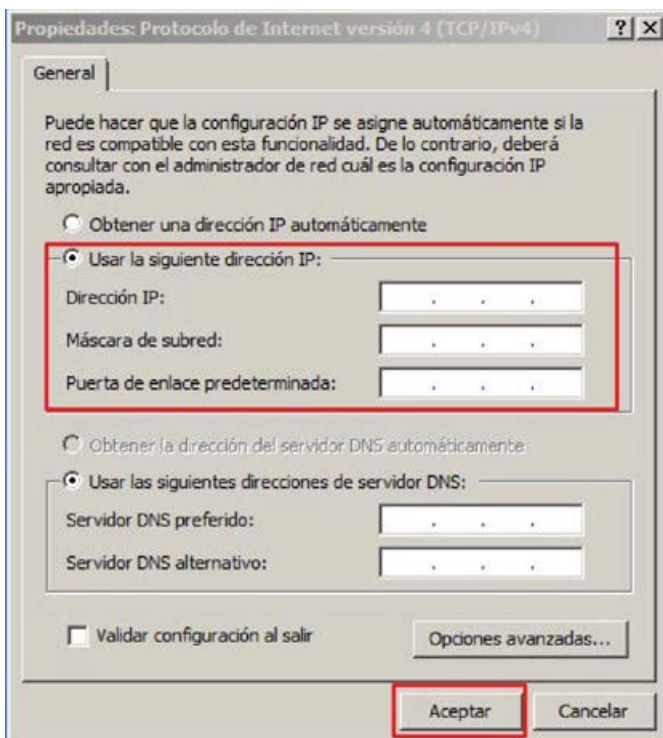 Propiedades: Protocolo de Internet versión 4 (TCP/IPv4)
General
Puede hacer que la configuración IP se asigne automáticamente si la
red es compatible con esta funcionalidad. De lo contrario, deberá
consultar con el administrador de red cuál es la configuración IP
apropiada.
Obtener una dirección IP automáticamente
Usar la siguiente dirección IP:
Dirección IP:
Máscara de subred:
Puerta de enlace predeterminada:
Obtener la dirección del servidor DNS automáticamente
Usar las siguientes direcciones de servidor DNS:
Servidor DNS preferido:
Servidor DNS alternativo:
Validar configuración al salir
Opciones avanzadas...
Aceptar
Cancelar